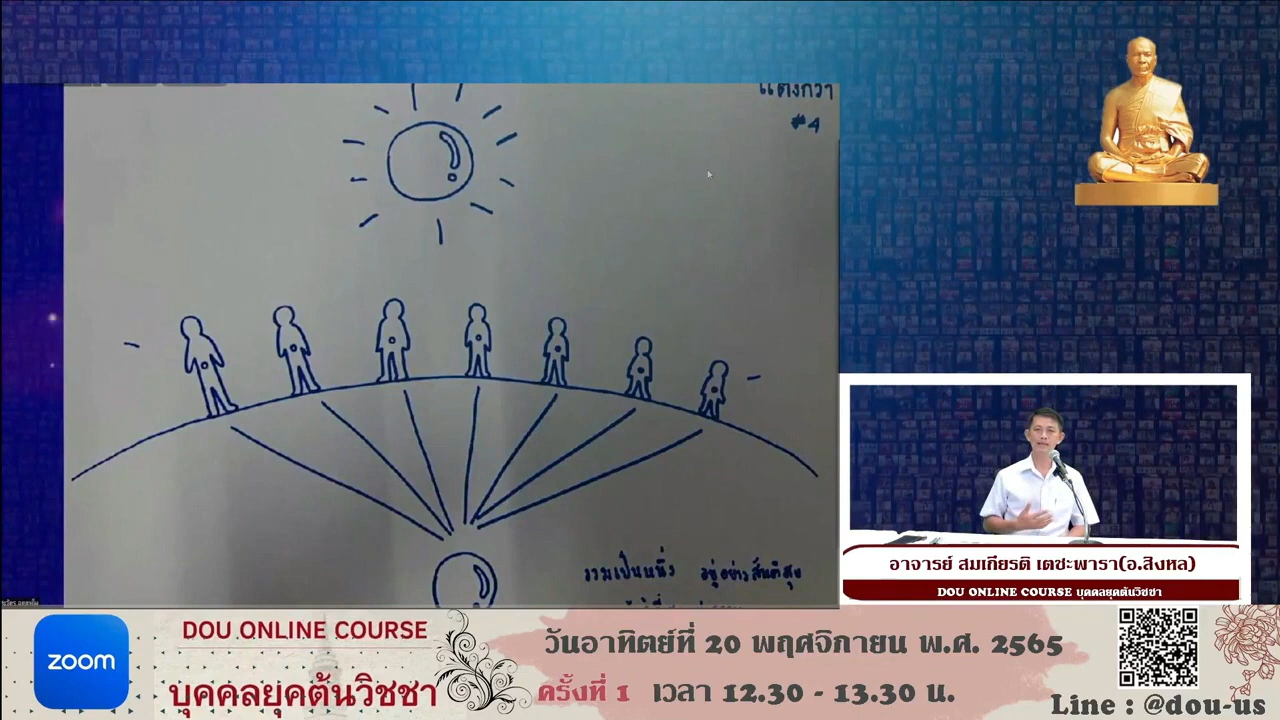 แตงกวา
#4
รวมเป็นหนึ่ง อยู่อย่างสันติสุข
อาจารย์ สมเกียรติ เตชะพารา(อ.สิงหล)
DOU ONLINE COURSE บุคคลยุคต้นวิชชา
zoom
DOU ONLINE COURSE
บุคคลยุคต้นวิชชา
วันอาทิตย์ที่ 20 พฤศจิกายน พ.ศ. 2565
ครั้งที่ 1 เวลา 12.30 - 13.30 น.
Line : @dou-us